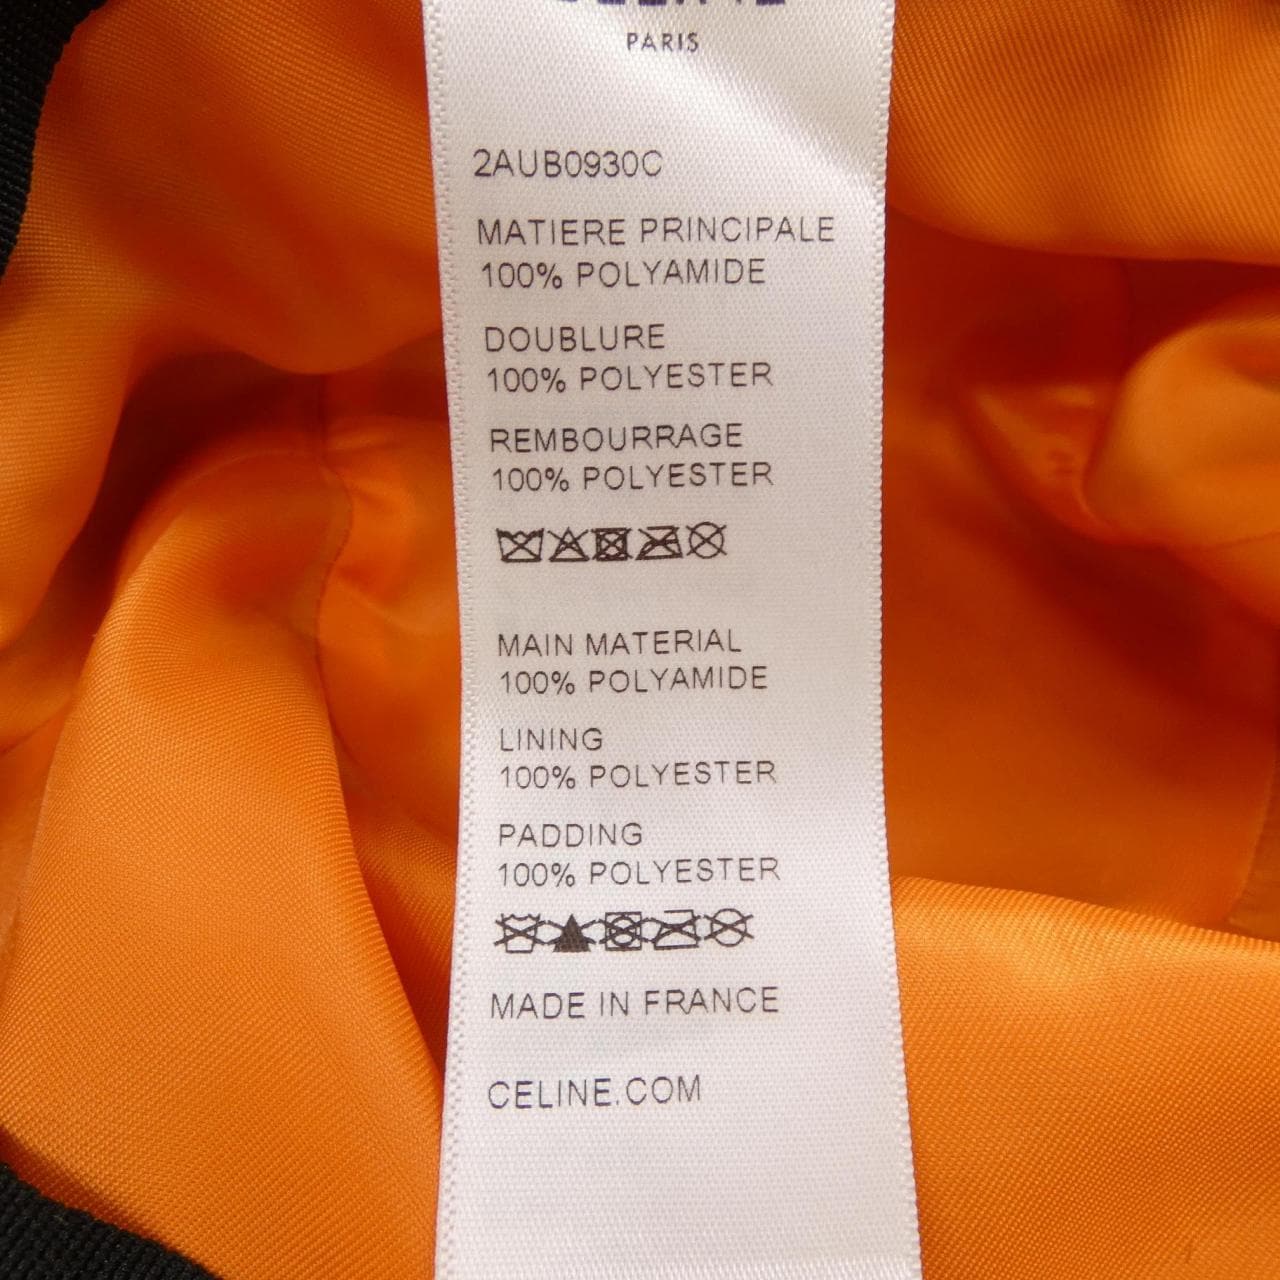 PARIS
2AUB0930C
MATIERE PRINCIPALE
100% POLYAMIDE
DOUBLURE
100% POLYESTER
REMBOURRAGE
100% POLYESTER
MAIN MATERIAL
100% POLYAMIDE
LINING
100% POLYESTER
PADDING
100% POLYESTER
MADE IN FRANCE
CELINE.COM